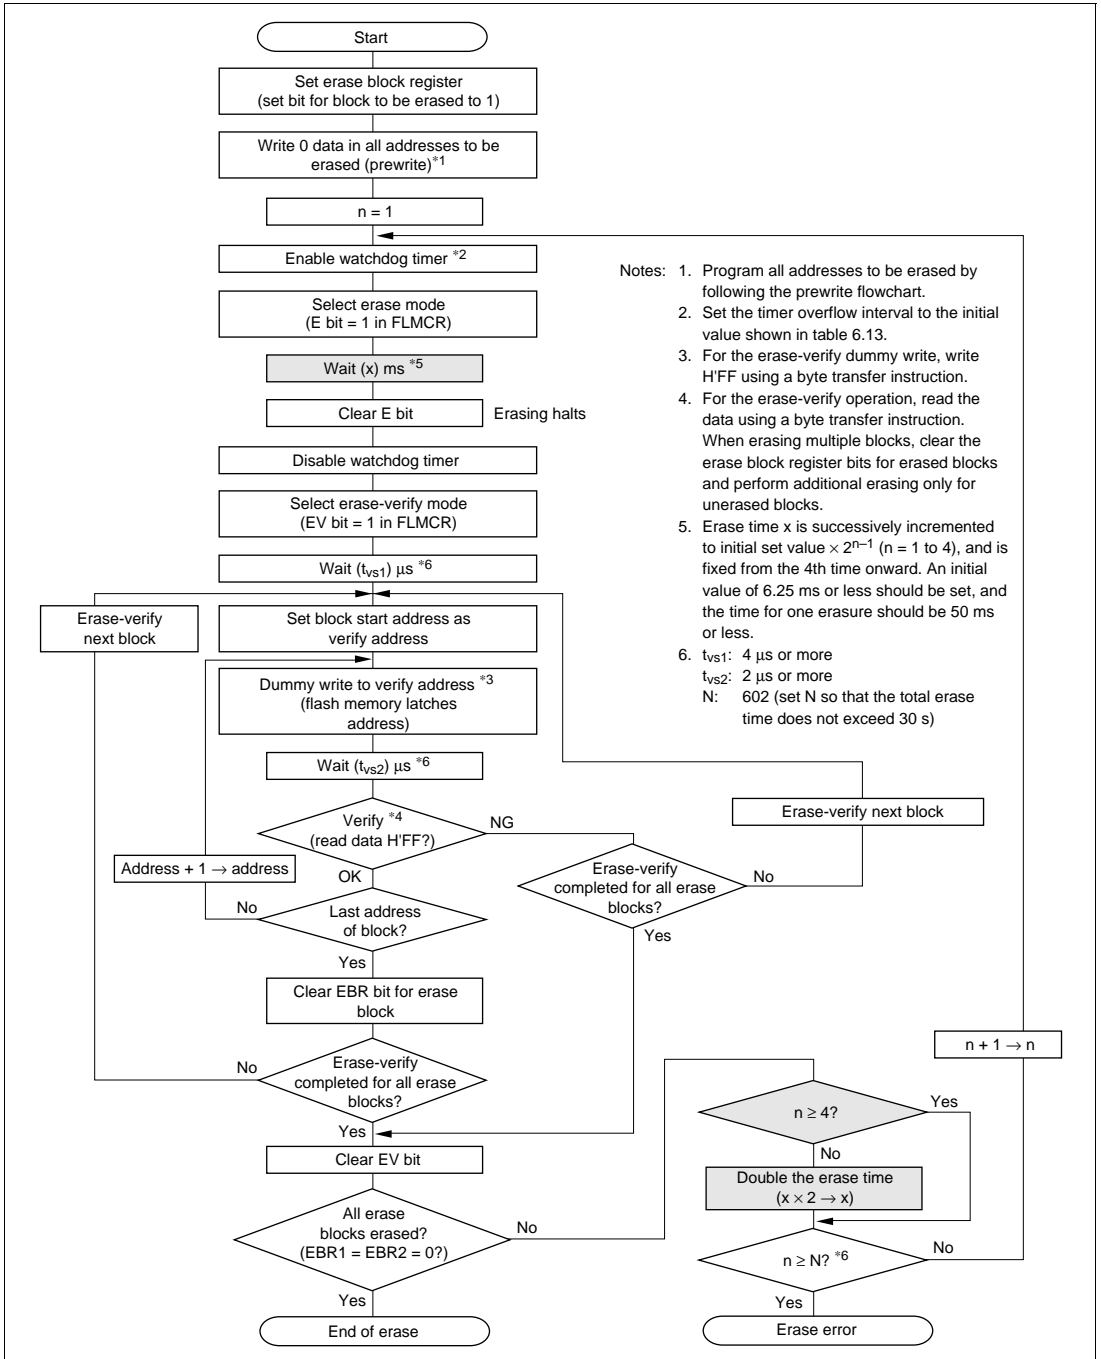 Start
Set erase block register
(set bit for block to be erased to 1)
Write 0 data in all addresses to be
erased (prewrite)*1
n = 1
Enable watchdog timer *2
Select erase mode
(E bit = 1 in FLMCR)
Wait (x) ms *5
Clear E bit
Erasing halts
Disable watchdog timer
Select erase-verify mode
(EV bit = 1 in FLMCR)
Wait (tvs1) μs *6
Erase-verify
next block
Set block start address as
verify address
Dummy write to verify address *3
(flash memory latches
address)
Wait (tvs2) μs *6
Verify *4
(read data H'FF?)
NG
OK
Address + 1 → address
No
Last address
of block?
Yes
Clear EBR bit for erase
block
No
Erase-verify
completed for all erase
blocks?
Yes
Clear EV bit
All erase
blocks erased?
(EBR1 = EBR2 = 0?)
No
Yes
End of erase
Notes: 1. Program all addresses to be erased by
following the prewrite flowchart.
2. Set the timer overflow interval to the initial
value shown in table 6.13.
3. For the erase-verify dummy write, write
H'FF using a byte transfer instruction.
4. For the erase-verify operation, read the
data using a byte transfer instruction.
When erasing multiple blocks, clear the
erase block register bits for erased blocks
and perform additional erasing only for
unerased blocks.
5. Erase time x is successively incremented
to initial set value × 2n–1 (n = 1 to 4), and is
fixed from the 4th time onward. An initial
value of 6.25 ms or less should be set, and
the time for one erasure should be 50 ms
or less.
6. tvs1: 4 μs or more
tvs2: 2 μs or more
N: 602 (set N so that the total erase
time does not exceed 30 s)
Erase-verify next block
Erase-verify
completed for all erase
blocks?
No
Yes
n + 1 → n
n ≥ 4?
Yes
No
Double the erase time
(x × 2 → x)
n ≥ N? *6
No
Yes
Erase error